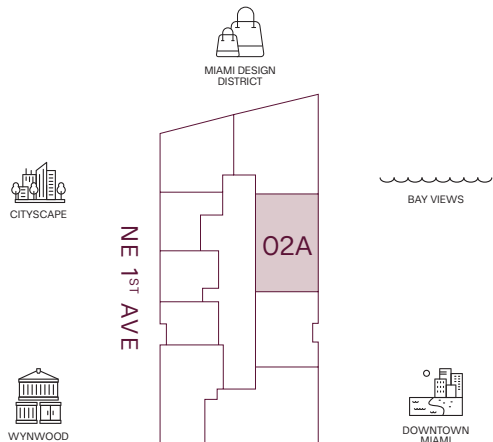 MIAMI DESIGN
DISTRICT
CITYSCAPE
BAY VIEWS
02A
NE 1ST AVE
WYNWOOD
DOWNTOWN
MIAMI